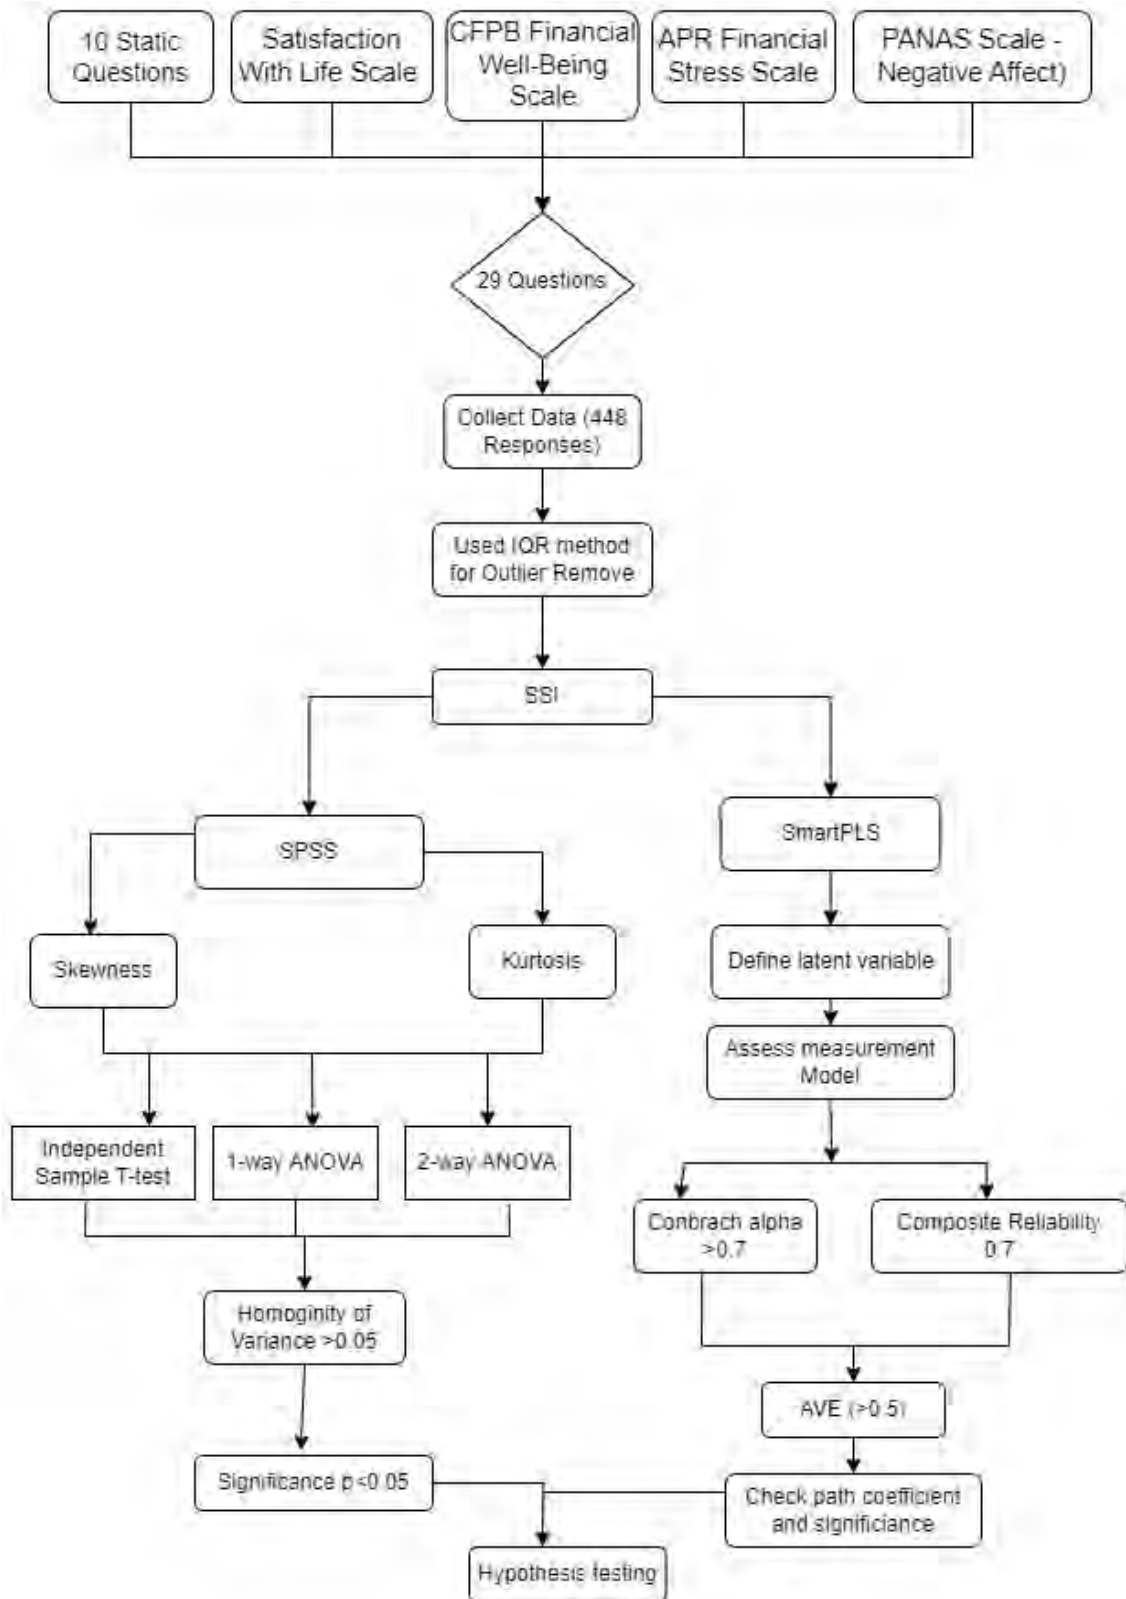 10 Static
Questions
Satisfaction
With Life Scale
CFPB Financial
Well-Being
Scale
APR Financial
Stress Scale
PANAS Scale -
Negative Affect)
29 Questions
Collect Data (448
Responses)
Used IQR method
for Outlier Remove
SSI
SPSS
SmartPLS
Skewness
Kurtosis
Define latent variable
Assess measurement
Model
Independent
Sample T-test
1-way ANOVA
2-way ANOVA
Conbrach alpha
>0.7
Composite Reliability
0.7
Homoginity of
Variance >0.05
AVE (>0.5)
Significance p<0.05
Check path coefficient
and significiance
Hypothesis testing